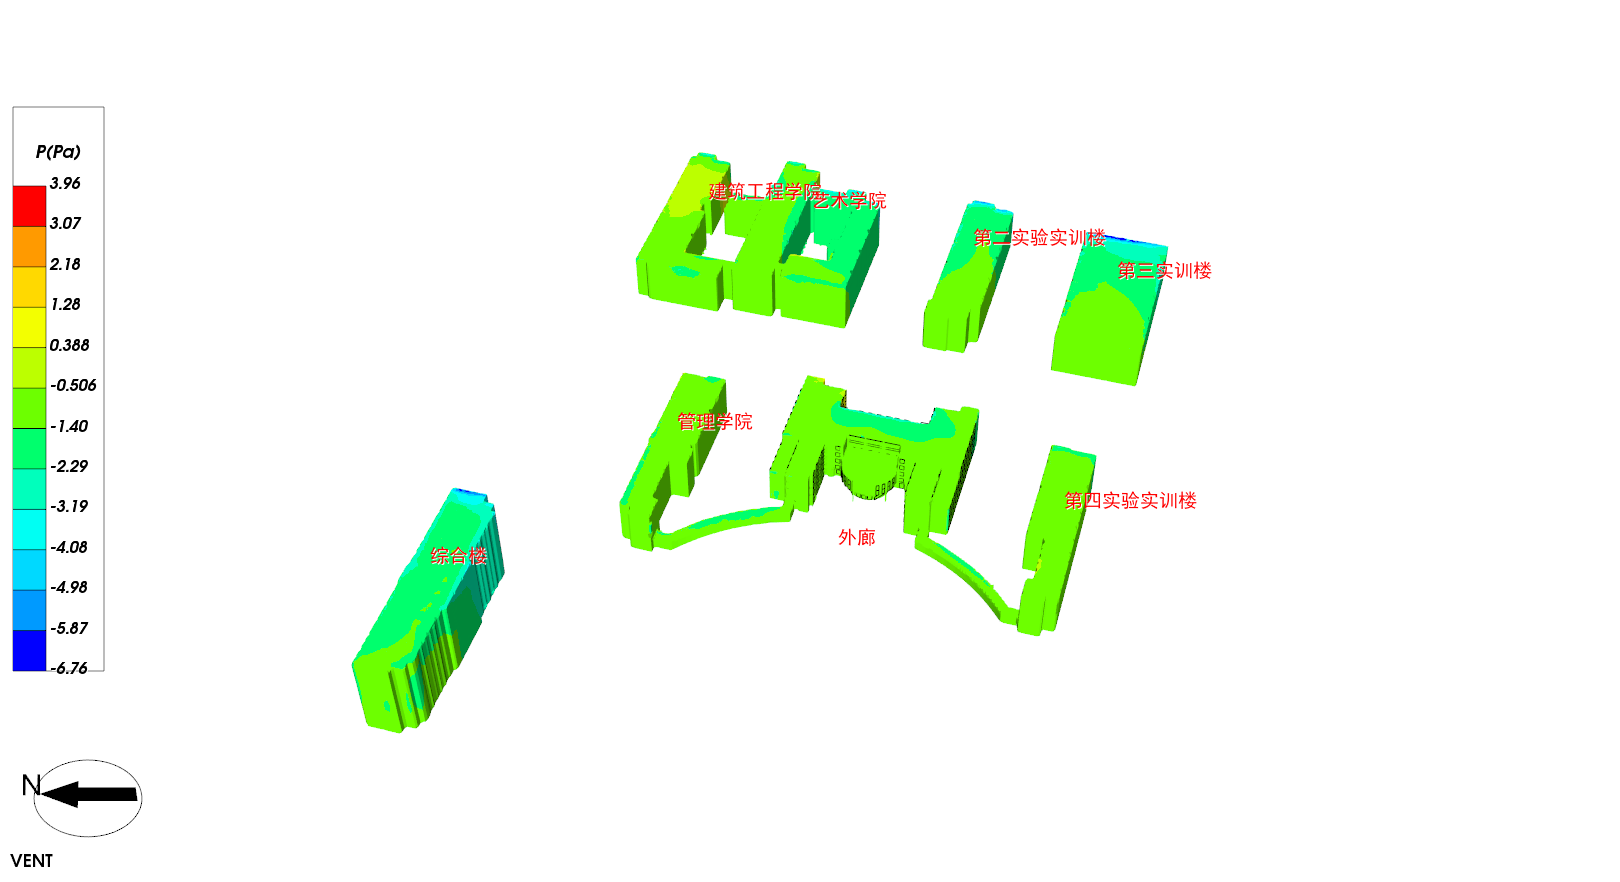 P(Pa)
3.96
3.07
2.18
1.28
0.388
-0.506
-1.40
-2.29
-3.19
-4.08
-4.98
-5.87
-6.76
建筑工程学院
艺术学院
第二实验实训楼
第三实训楼
管理学院
第四实验实训楼
外廊
综合楼
N
VENT